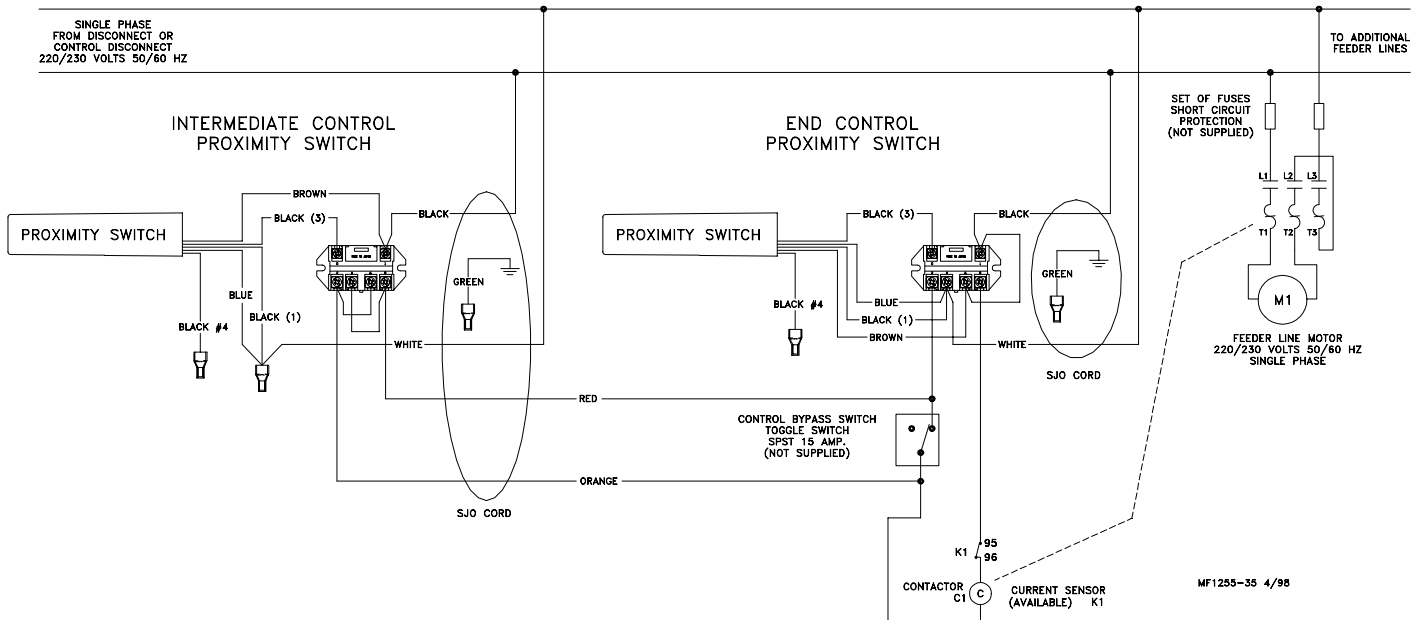 SINGLE PHASE
FROM DISCONNECT OR
CONTROL DISCONNECT
220/230 VOLTS 50/60 HZ
TO ADDITIONAL
FEEDER LINES
INTERMEDIATE CONTROL
PROXIMITY SWITCH
END CONTROL
PROXIMITY SWITCH
SET OF FUSES
SHORT CIRCUIT
PROTECTION
(NOT SUPPLIED)
BROWN
BLACK (3)
BLACK
PROXIMITY SWITCH
GREEN
BLUE
BLACK (1)
BLACK #4
WHITE
SJO CORD
BLACK (3)
BLACK
PROXIMITY SWITCH
GREEN
BLUE
BLACK (1)
BROWN
BLACK #4
WHITE
SJO CORD
L1 L2 L3
T1 T2 T3
M1
FEEDER LINE MOTOR
220/230 VOLTS 50/60 HZ
SINGLE PHASE
RED
CONTROL BYPASS SWITCH
TOGGLE SWITCH
SPST 15 AMP.
(NOT SUPPLIED)
ORANGE
K1
95
96
CONTACTOR
C1
C
CURRENT SENSOR
(AVAILABLE) K1
MF1255-35 4/98